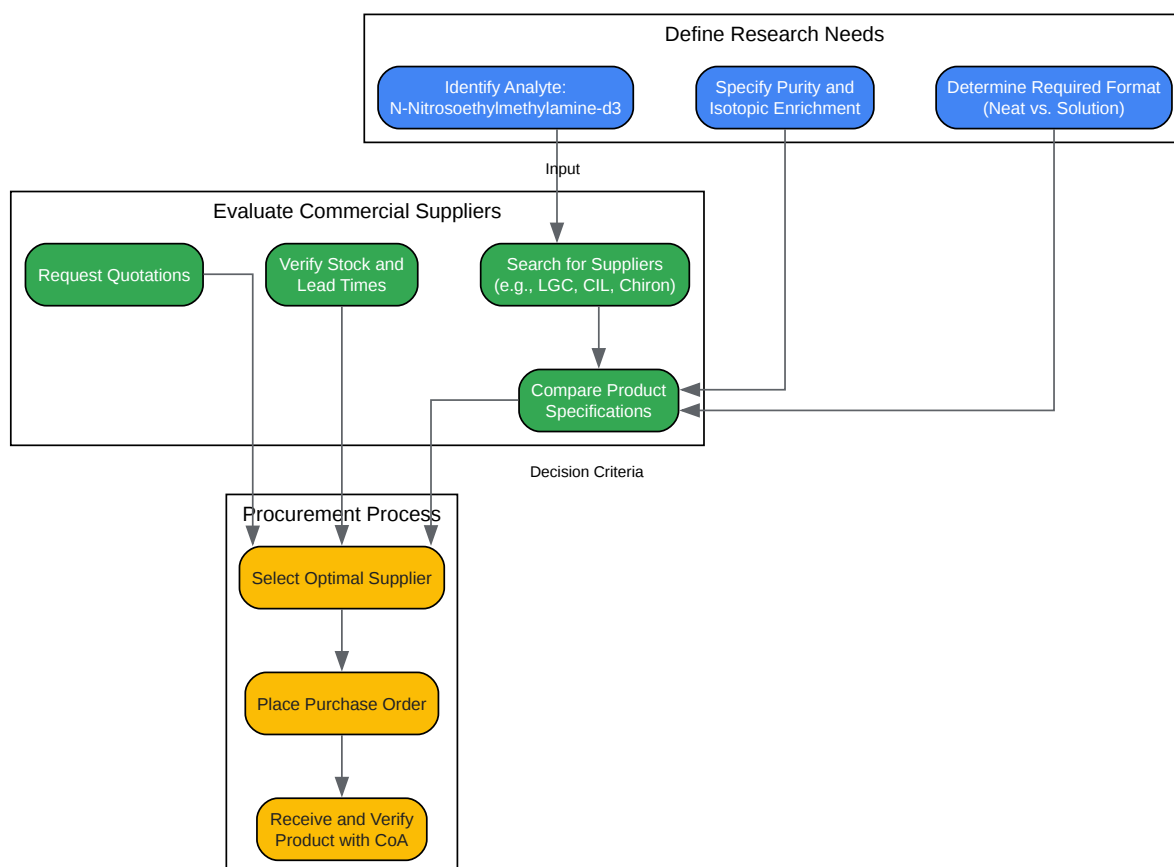 Define Research Needs
Identify Analyte:
N-Nitrosoethylmethylamine-d3
Specify Purity and
Isotopic Enrichment
Determine Required Format
(Neat vs. Solution)
Input
Evaluate Commercial Suppliers
Request Quotations
Verify Stock and
Lead Times
Search for Suppliers
(e.g., LGC, CIL, Chiron)
Compare Product
Specifications
Decision Criteria
Procurement Process
Select Optimal Supplier
Place Purchase Order
Receive and Verify
Product with CoA